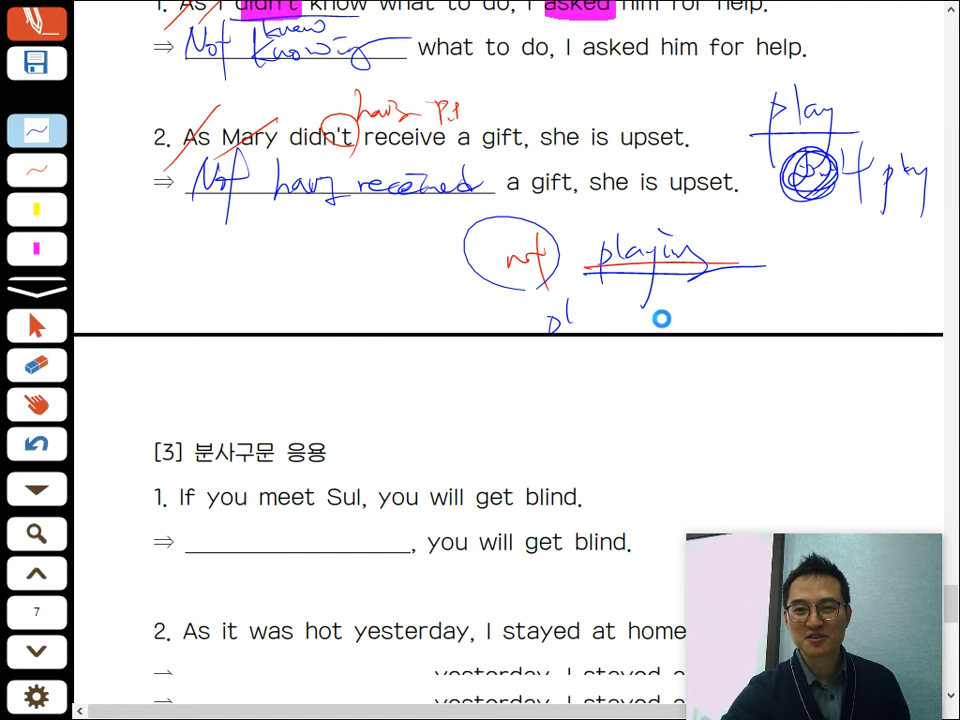 1. As I didn't know what to do, I asked him for help.
knew
⇒ Not knowing what to do, I asked him for help.
having P.P
play
2. As Mary didn't receive a gift, she is upset.
⇒ Not having received a gift, she is upset.
play
not playing
pl
[3] 분사구문 응용
1. If you meet Sul, you will get blind.
⇒ , you will get blind.
2. As it was hot yesterday, I stayed at home
⇒ yesterday, I stayed a
⇒ yesterday, I stayed a
7